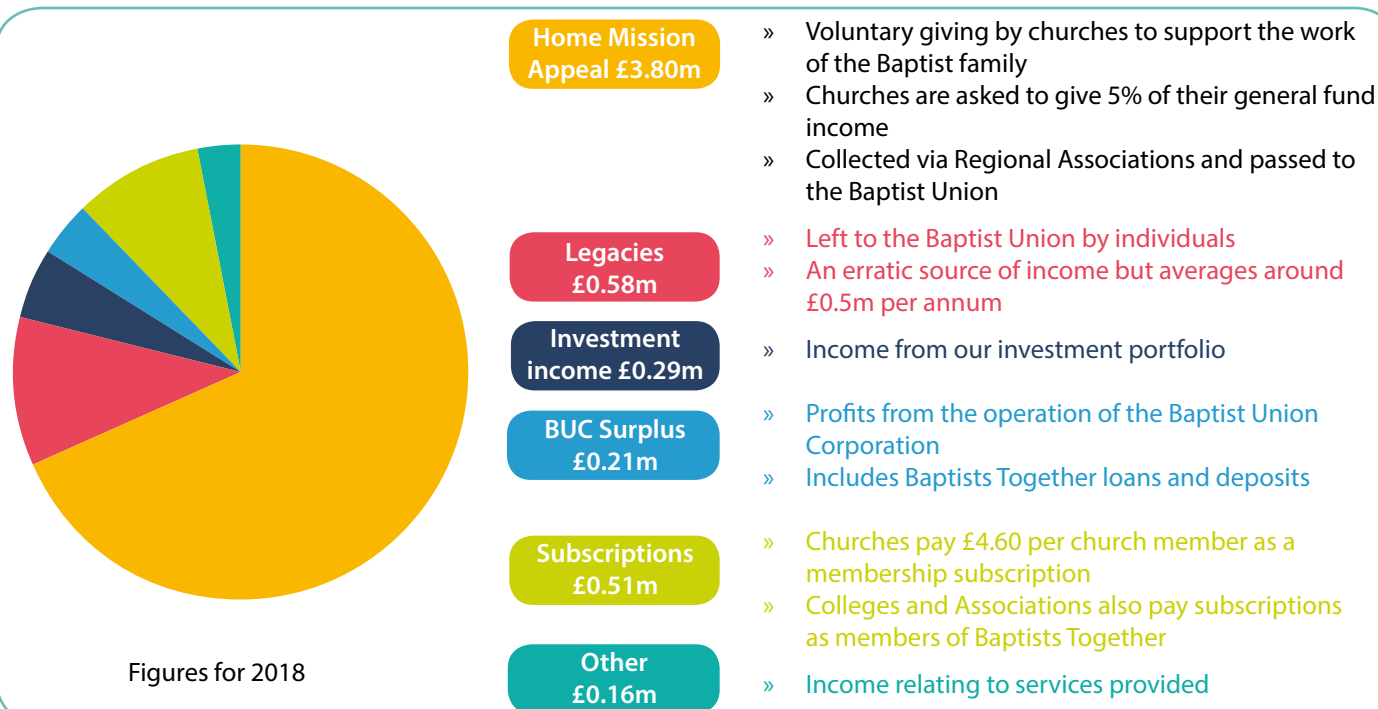 Home Mission
Appeal £3.80m
» Voluntary giving by churches to support the work
of the Baptist family
» Churches are asked to give 5% of their general fund
income
» Collected via Regional Associations and passed to
the Baptist Union
Legacies
£0.58m
» Left to the Baptist Union by individuals
» An erratic source of income but averages around
£0.5m per annum
Investment
income £0.29m
» Income from our investment portfolio
BUC Surplus
£0.21m
» Profits from the operation of the Baptist Union
Corporation
» Includes Baptists Together loans and deposits
Subscriptions
£0.51m
» Churches pay £4.60 per church member as a
membership subscription
» Colleges and Associations also pay subscriptions
as members of Baptists Together
Other
£0.16m
» Income relating to services provided
Figures for 2018